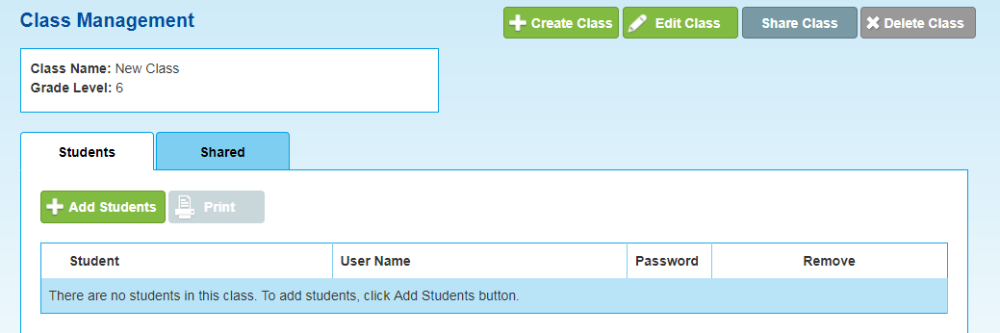 Class Management
Create Class Edit Class Share Class Delete Class
Class Name: New Class
Grade Level: 6
Students Shared
Add Students Print
Student User Name Password Remove
There are no students in this class. To add students, click Add Students button.